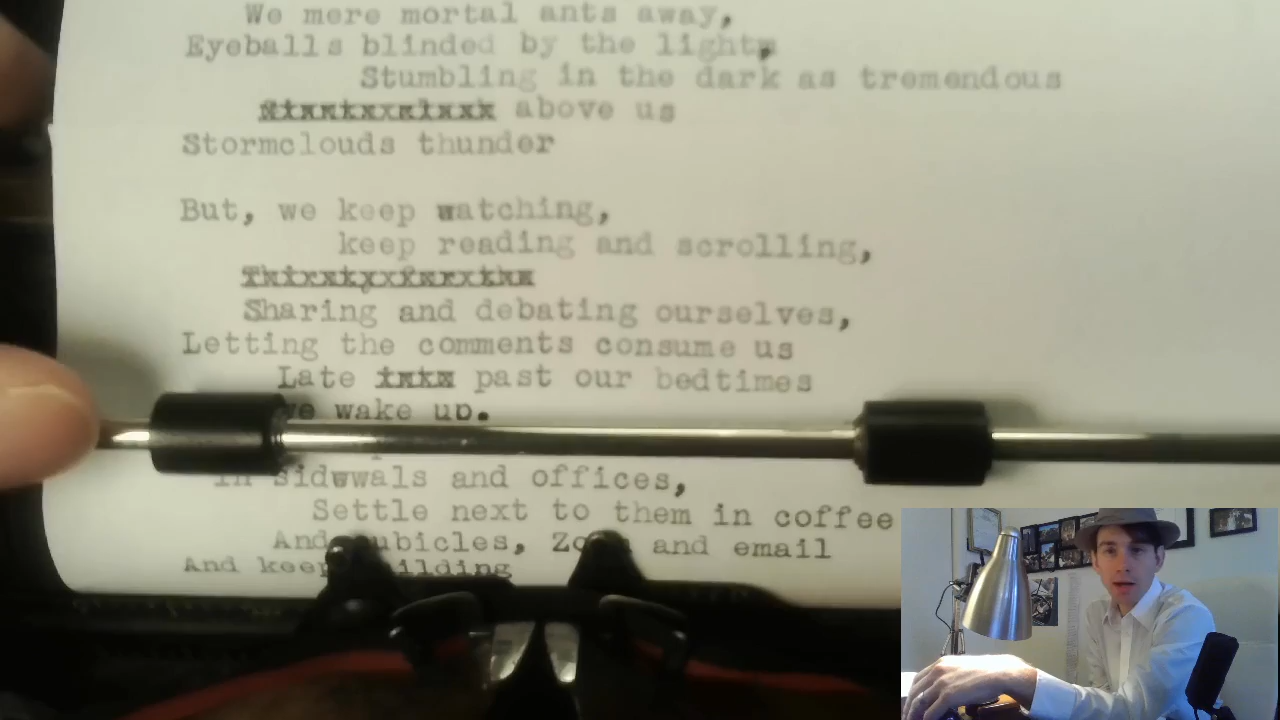 We mere mortal ants away,
Eyeballs blinded by the light,
Stumbling in the dark as tremendous
above us
Stormclouds thunder
But, we keep watching,
keep reading and scrolling,
Sharing and debating ourselves,
Letting the comments consume us
Late past our bedtimes
we wake up.
In sidwwals and offices,
Settle next to them in coffee
And cubicles, and email
And keep building